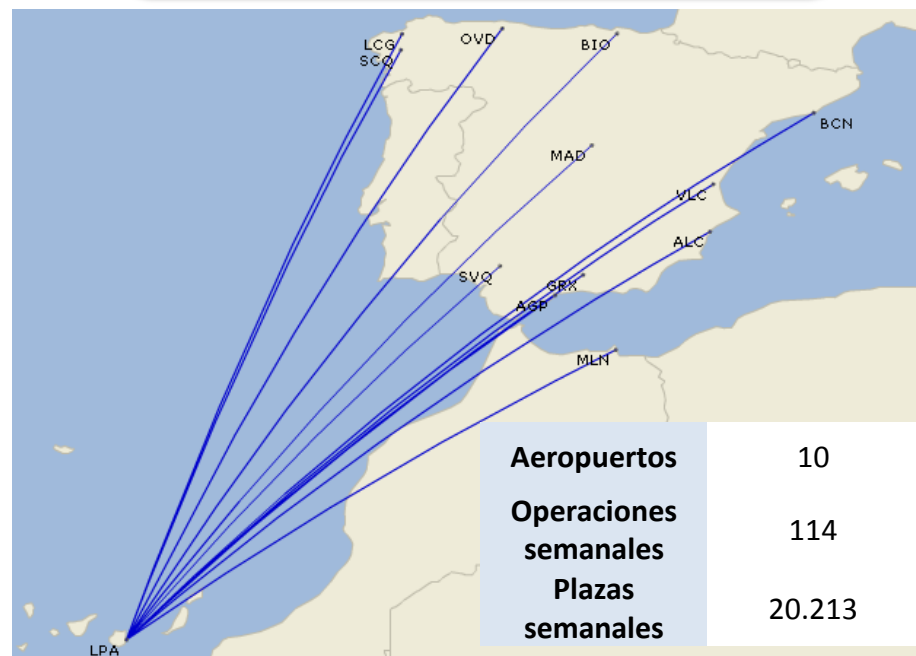 LCG
OVD
BIO
SCQ
BCN
MAD
VLC
ALC
SVQ
GRX
AGP
MLN
Aeropuertos 10
Operaciones
semanales 114
Plazas
semanales 20.213
LPA